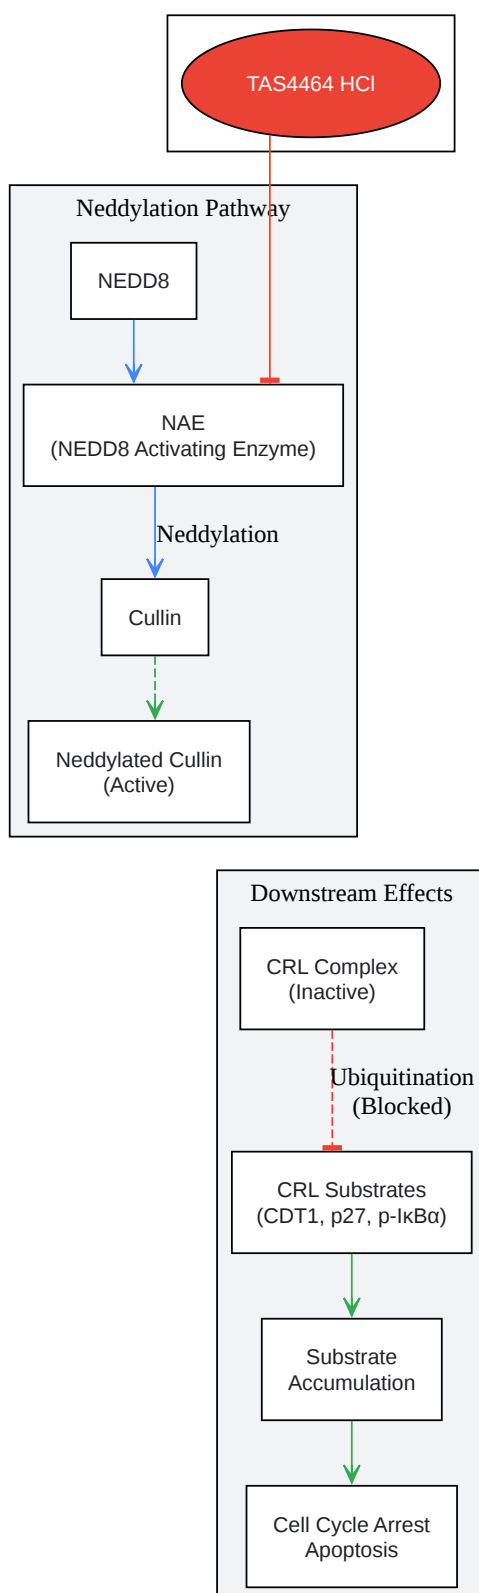 TAS4464 HCl
Neddylation Pathway
NEDD8
NAE
(NEDD8 Activating Enzyme)
Neddylation
Cullin
Neddylated Cullin
(Active)
Downstream Effects
CRL Complex
(Inactive)
Ubiquitination
(Blocked)
CRL Substrates
(CDT1, p27, p-IκBα)
Substrate
Accumulation
Cell Cycle Arrest
Apoptosis